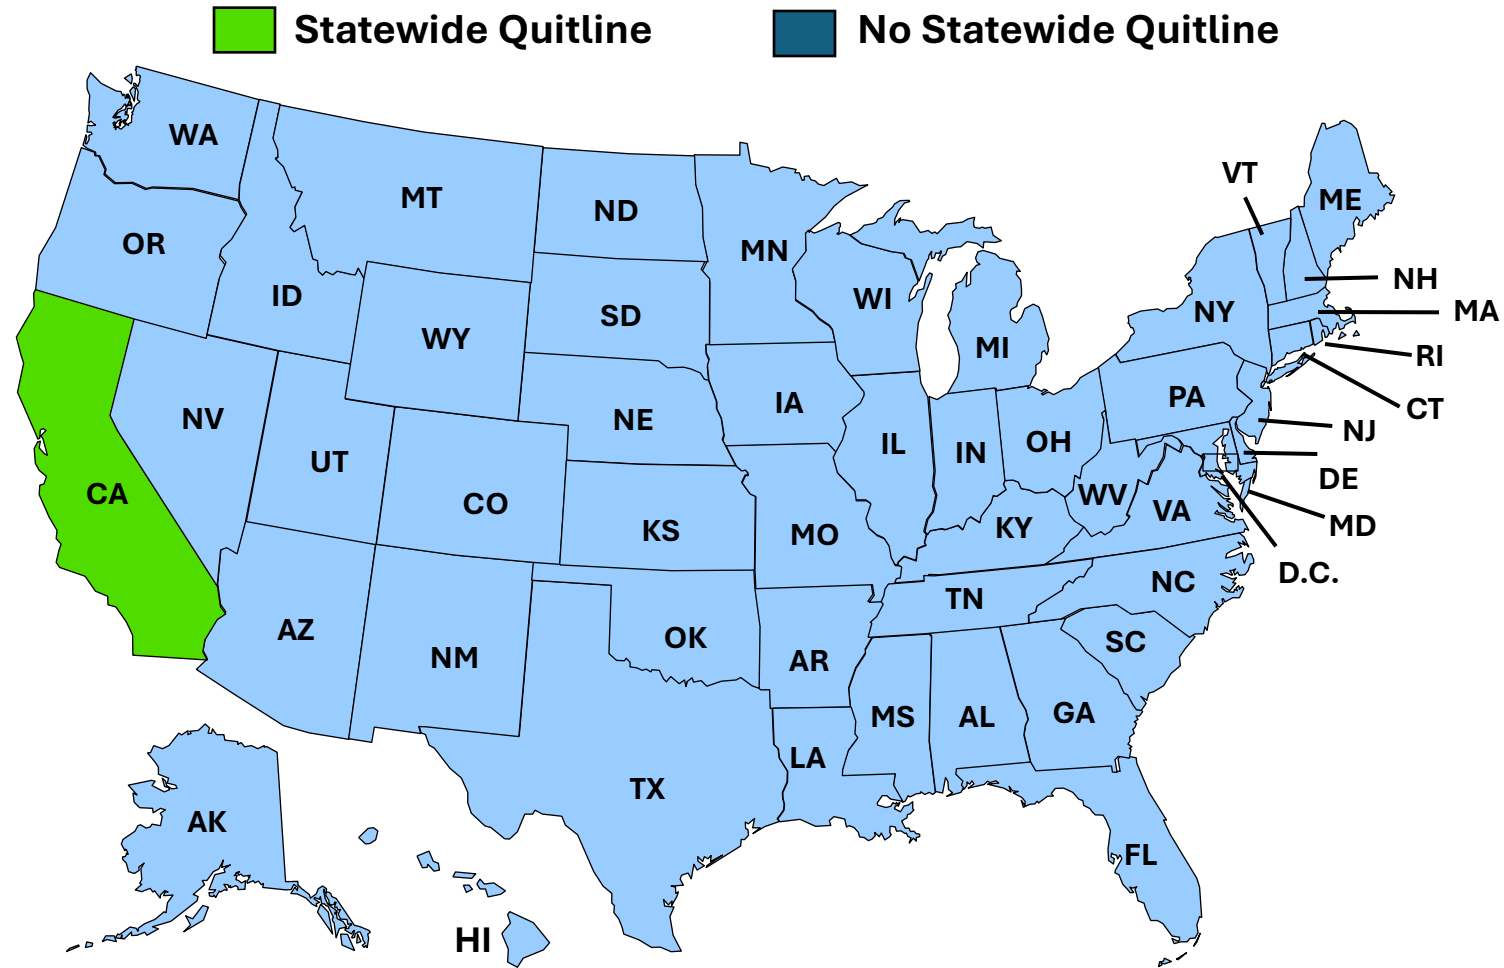 Statewide Quitline
No Statewide Quitline
WA
OR
CA
NV
ID
MT
WY
UT
AZ
CO
NM
ND
SD
NE
KS
OK
TX
MN
IA
MO
AR
LA
WI
IL
MI
IN
OH
KY
TN
MS
AL
GA
FL
SC
NC
VA
WV
PA
NY
VT
ME
NH
MA
RI
CT
NJ
DE
MD
D.C.
AK
HI